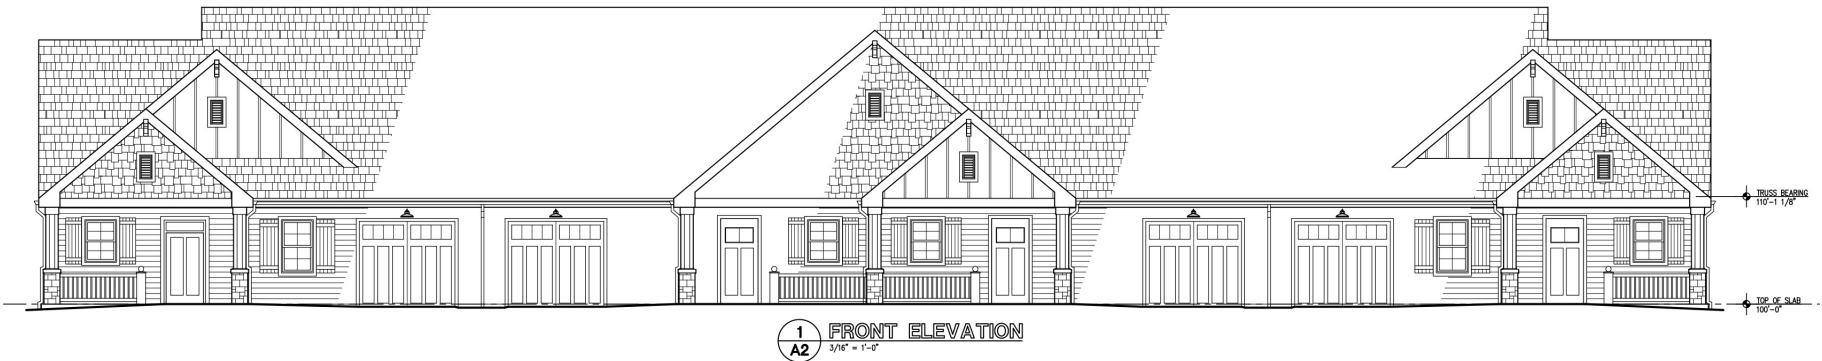 TRUSS BEARING
110'-1 1/8"
TOP OF SLAB
100'-0"
1
A2
FRONT ELEVATION
3/16" = 1'-0"